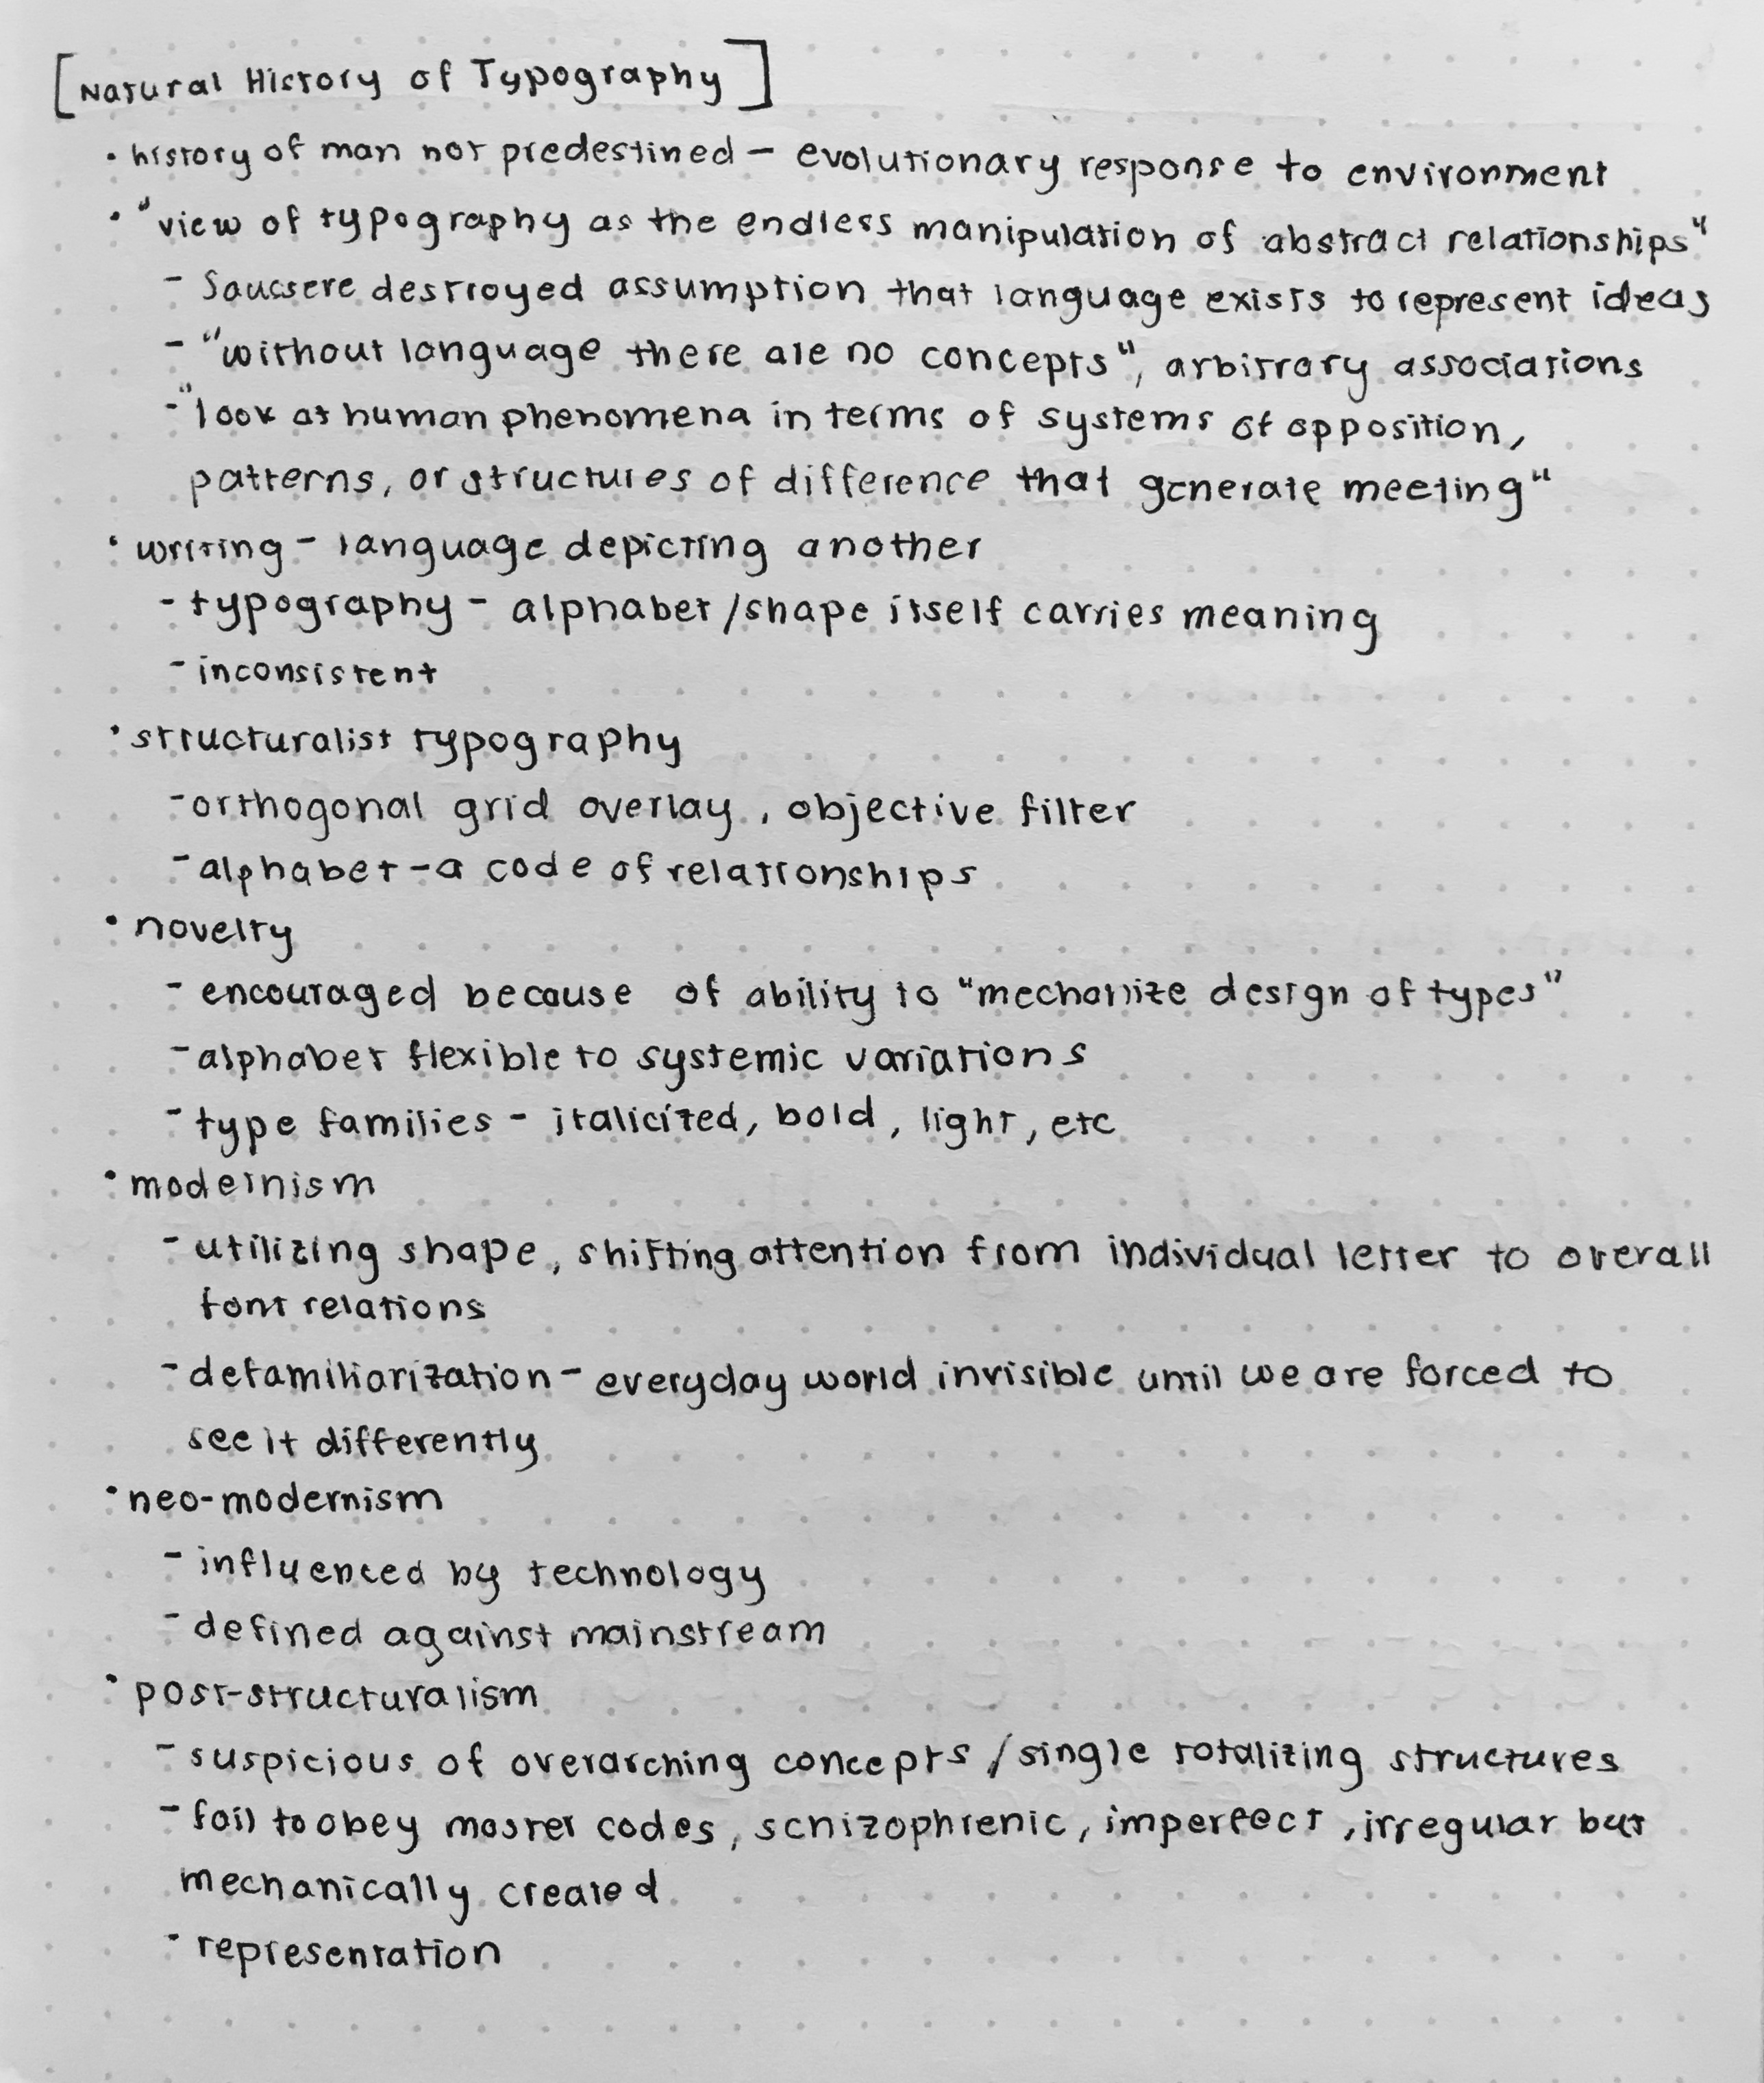 [Natural History of Typography]
• history of man not predestined — evolutionary response to environment
• "view of typography as the endless manipulation of abstract relationships"
- Saussere destroyed assumption that language exists to represent ideas
- "without language there are no concepts", arbitrary associations
- "look at human phenomena in terms of systems of opposition,
patterns, or structures of difference that generate meeting"
• writing - language depicting another
- typography - alphabet/shape itself carries meaning
- inconsistent
• structuralist typography
- orthogonal grid overlay, objective filter
- alphabet - a code of relationships
• novelty
- encouraged because of ability to "mechanize design of types"
- alphabet flexible to systemic variations
- type families - italicized, bold, light, etc
• modernism
- utilizing shape, shifting attention from individual letter to overall
font relations
- defamiliarization - everyday world invisible until we are forced to
see it differently
• neo-modernism
- influenced by technology
- defined against mainstream
• post-structuralism
- suspicious of overarching concepts/single totalizing structures
- fail to obey master codes, schizophrenic, imperfect, irregular but
mechanically created
- representation